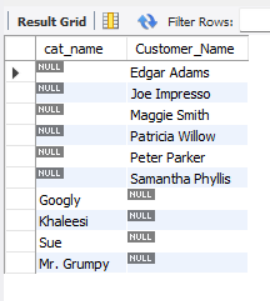 Result Grid Filter Rows:
cat_name Customer_Name
NULL Edgar Adams
NULL Joe Impresso
NULL Maggie Smith
NULL Patricia Willow
NULL Peter Parker
NULL Samantha Phyllis
Googly NULL
Khaleesi NULL
Sue NULL
Mr. Grumpy NULL